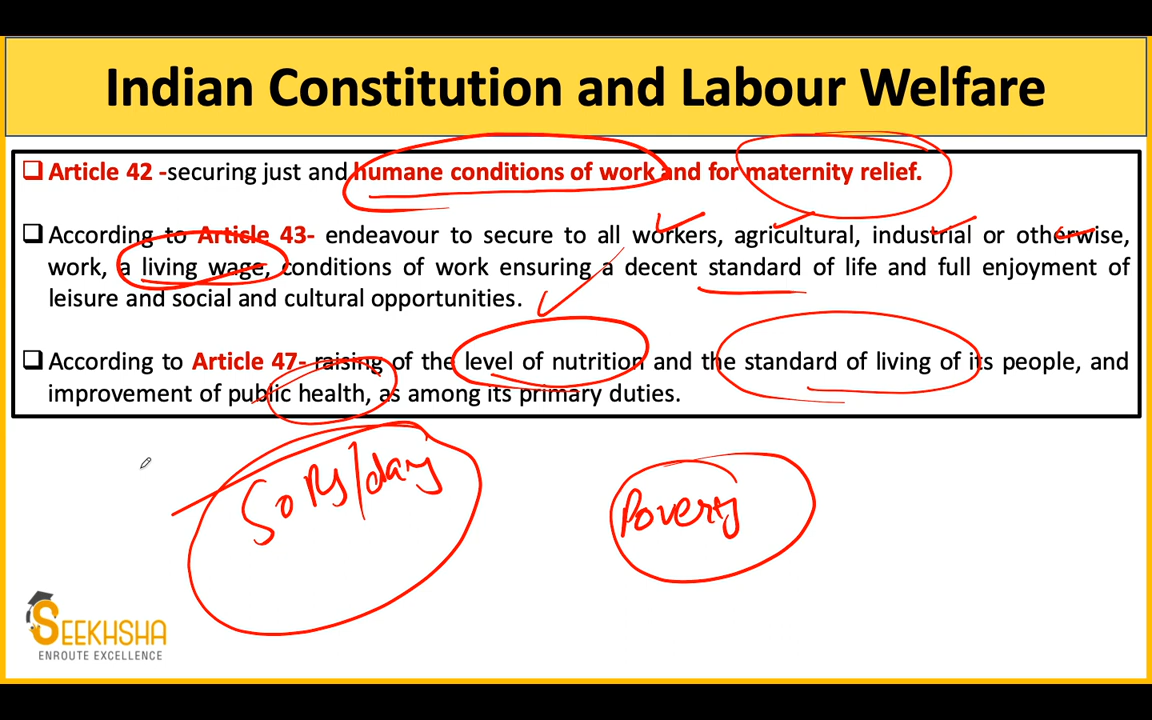 Indian Constitution and Labour Welfare
❑ Article 42 -securing just and humane conditions of work and for maternity relief.
❑ According to Article 43- endeavour to secure to all workers, agricultural, industrial or otherwise,
work, a living wage, conditions of work ensuring a decent standard of life and full enjoyment of
leisure and social and cultural opportunities.
❑ According to Article 47- raising of the level of nutrition and the standard of living of its people, and
improvement of public health, as among its primary duties.
50 Rs/day
Poverty
SEEKHSHA
ENROUTE EXCELLENCE